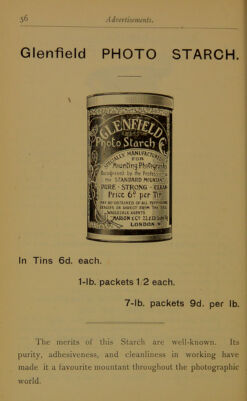 56
Advertisements.
Glenfield PHOTO STARCH.
GLENFIELD
Photo Starch
SPECIALLY MANUFACTURED
FOR
Mounting Photographs
Recognised by the Profession as
the STANDARD MOUNTANT
PURE - STRONG - CLEAN
Price 6D per Tin
MAY BE OBTAINED OF ALL
DEALERS OR DIRECT FROM THE
WHOLESALE AGENTS
MARION & Co
LONDON W
In Tins 6d. each.
1-lb. packets 1/2 each.
7-lb. packets 9d. per lb.
The merits of this Starch are well-known. Its
purity, adhesiveness, and cleanliness in working have
made it a favourite mountant throughout the photographic
world.